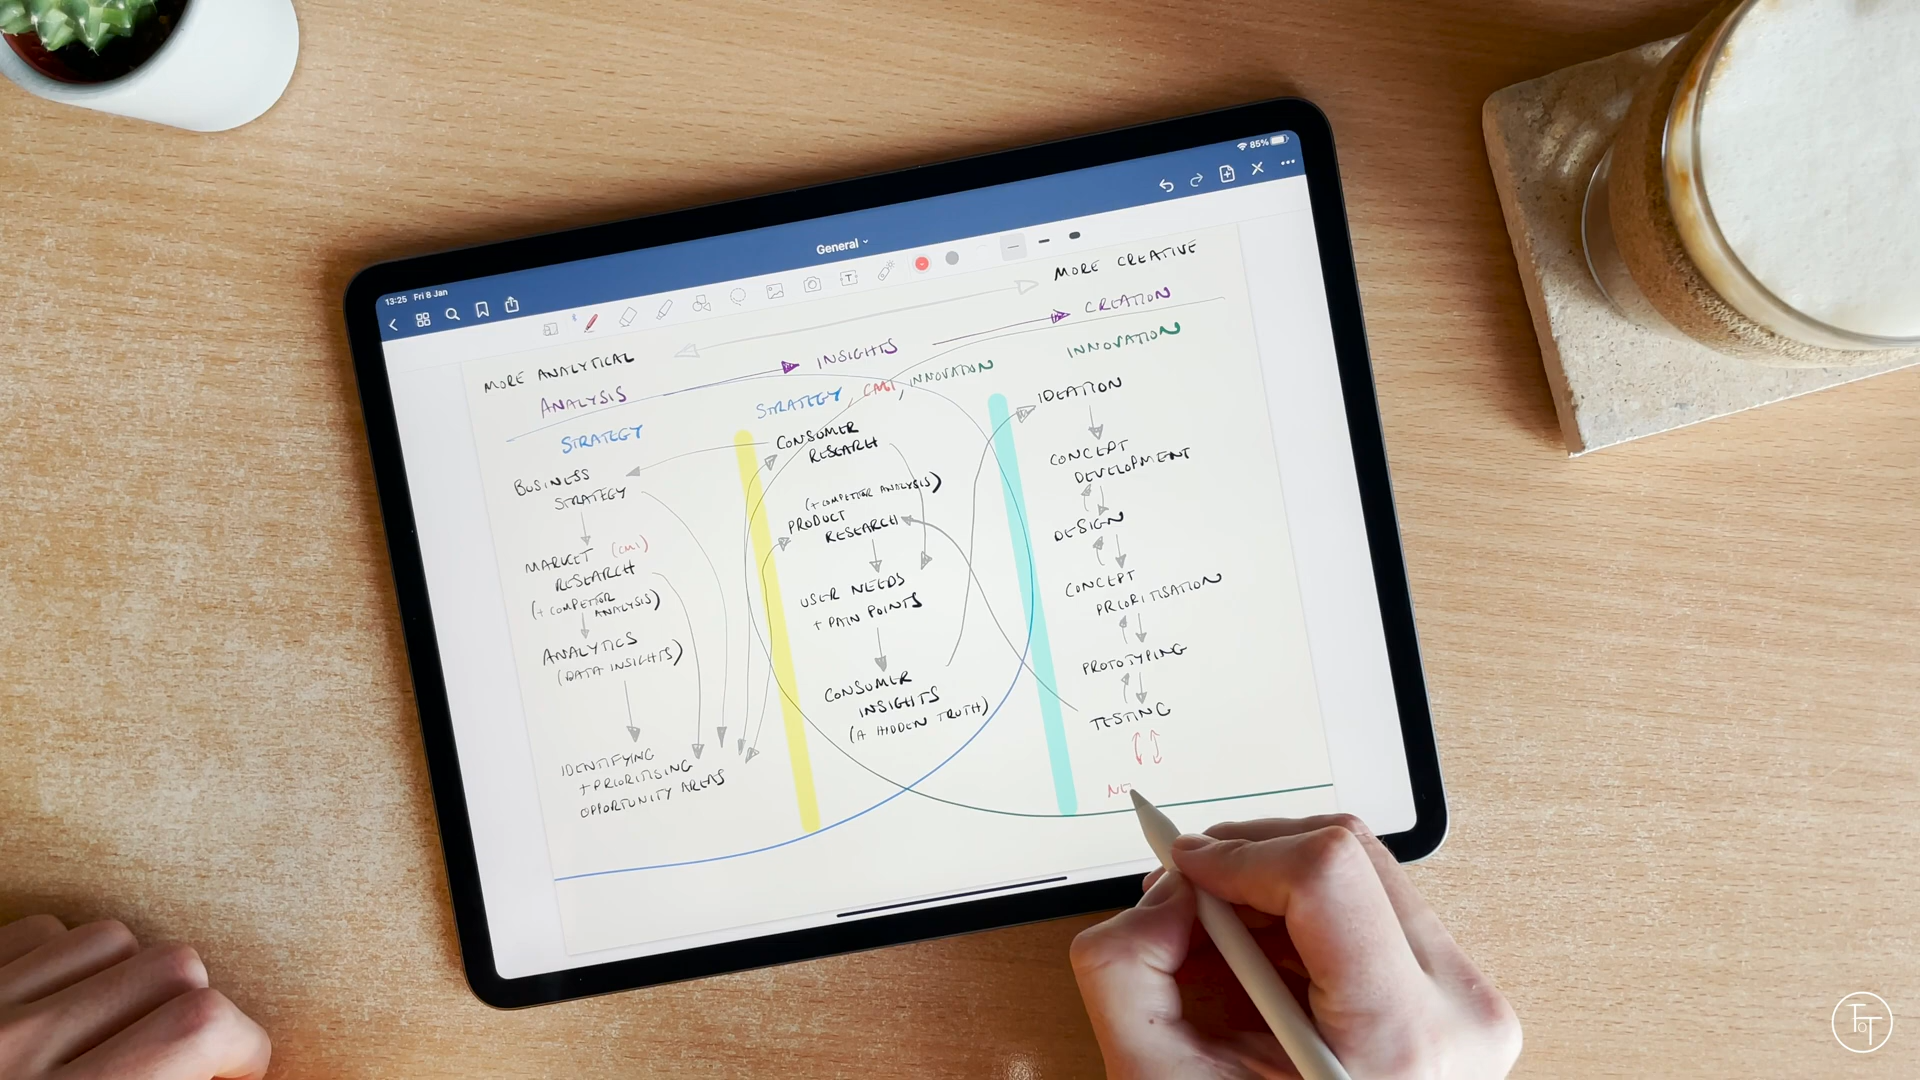 13:25 Fri 8 Jan
85%
General
MORE CREATIVE
CREATION
INNOVATION
MORE ANALYTICAL
ANALYSIS
INSIGHTS
STRATEGY
STRATEGY, CMI, INNOVATION
BUSINESS
STRATEGY
MARKET (CMI)
RESEARCH
(+ COMPETITOR
ANALYSIS)
ANALYTICS
(DATA INSIGHTS)
IDENTIFYING
+ PRIORITISING
OPPORTUNITY AREAS
CONSUMER
RESEARCH
(+ COMPETITOR ANALYSIS)
PRODUCT
RESEARCH
USER NEEDS
+ PAIN POINTS
CONSUMER
INSIGHTS
(A HIDDEN TRUTH)
IDEATION
CONCEPT
DEVELOPMENT
DESIGN
CONCEPT
PRIORITISATION
PROTOTYPING
TESTING
NE
TOT